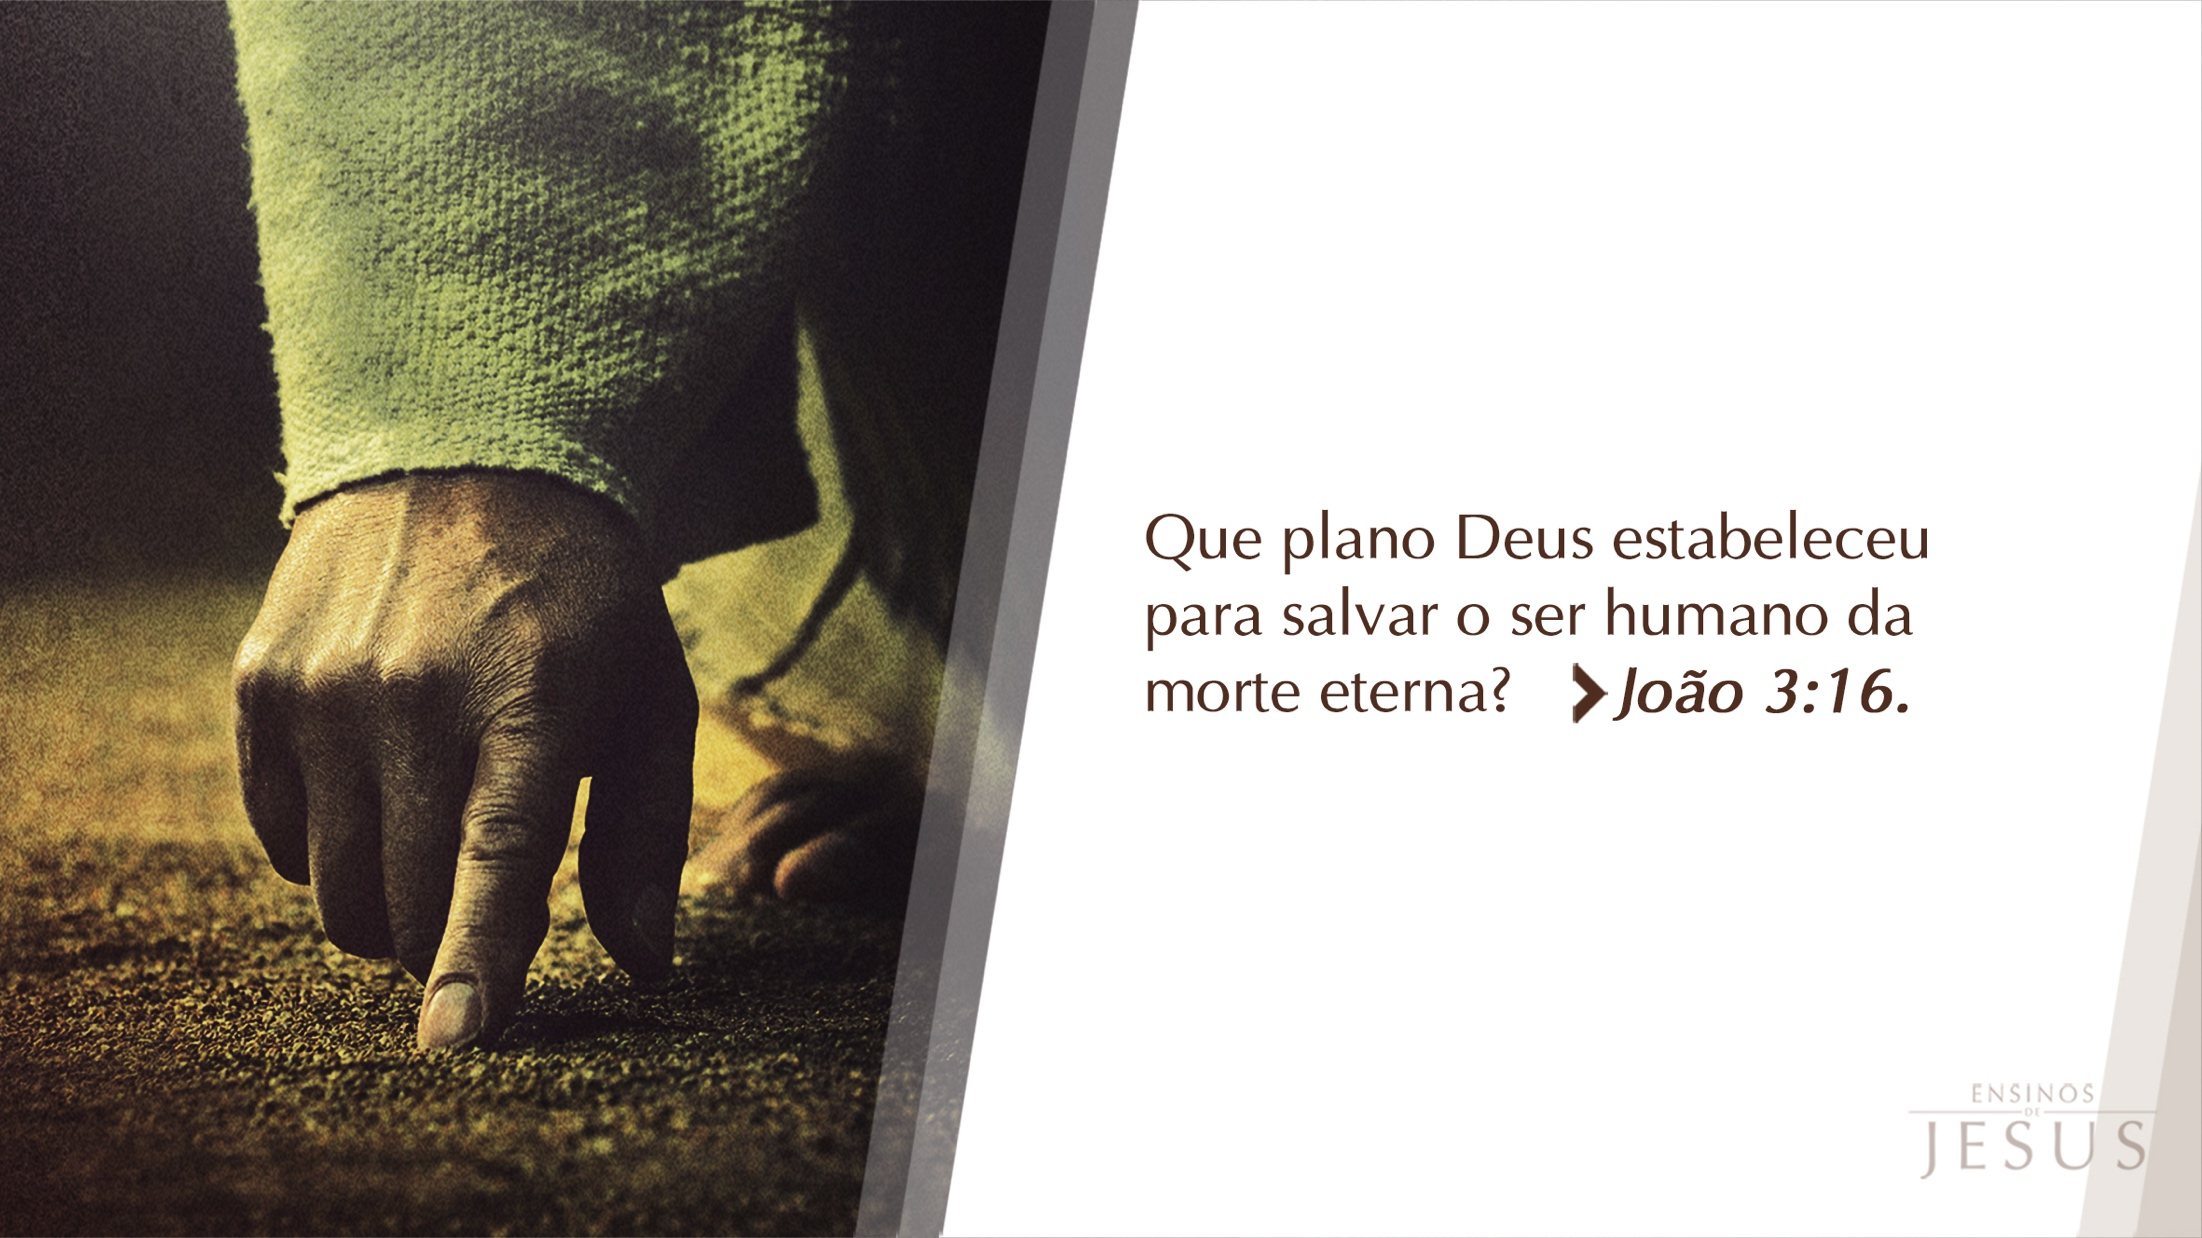 Que plano Deus estabeleceu
para salvar o ser humano da
morte eterna? João 3:16.
ENSINOS
DE
JESUS